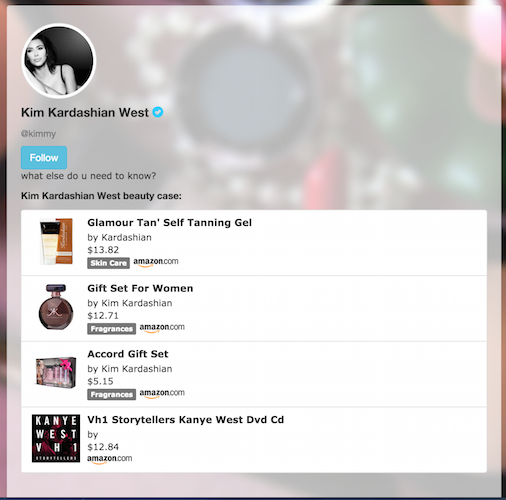 Kim Kardashian West
@kimmy
Follow
what else do u need to know?
Kim Kardashian West beauty case:
Glamour Tan' Self Tanning Gel
by Kardashian
$13.82
Skin Care amazon.com
Gift Set For Women
by Kim Kardashian
$12.71
Fragrances amazon.com
Accord Gift Set
by Kim Kardashian
$5.15
Fragrances amazon.com
KANYE
WEST
VH1
STORYTELLERS
Vh1 Storytellers Kanye West Dvd Cd
by
$12.84
amazon.com